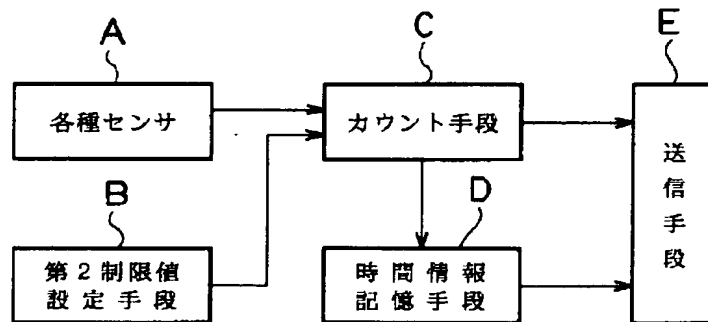 A
各種センサ
B
第2制限値
設定手段
C
カウント手段
D
時間情報
記憶手段
E
送信手段